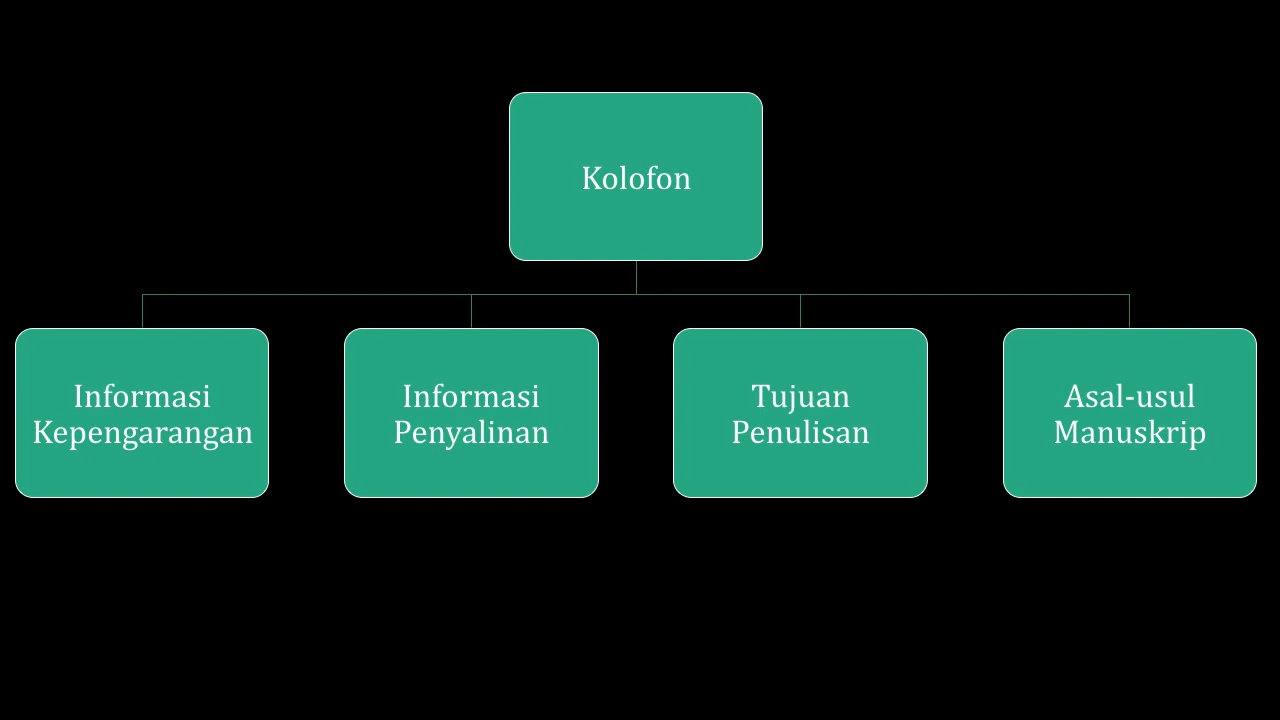 Kolofon
Informasi
Kepengarangan
Informasi
Penyalinan
Tujuan
Penulisan
Asal-usul
Manuskrip